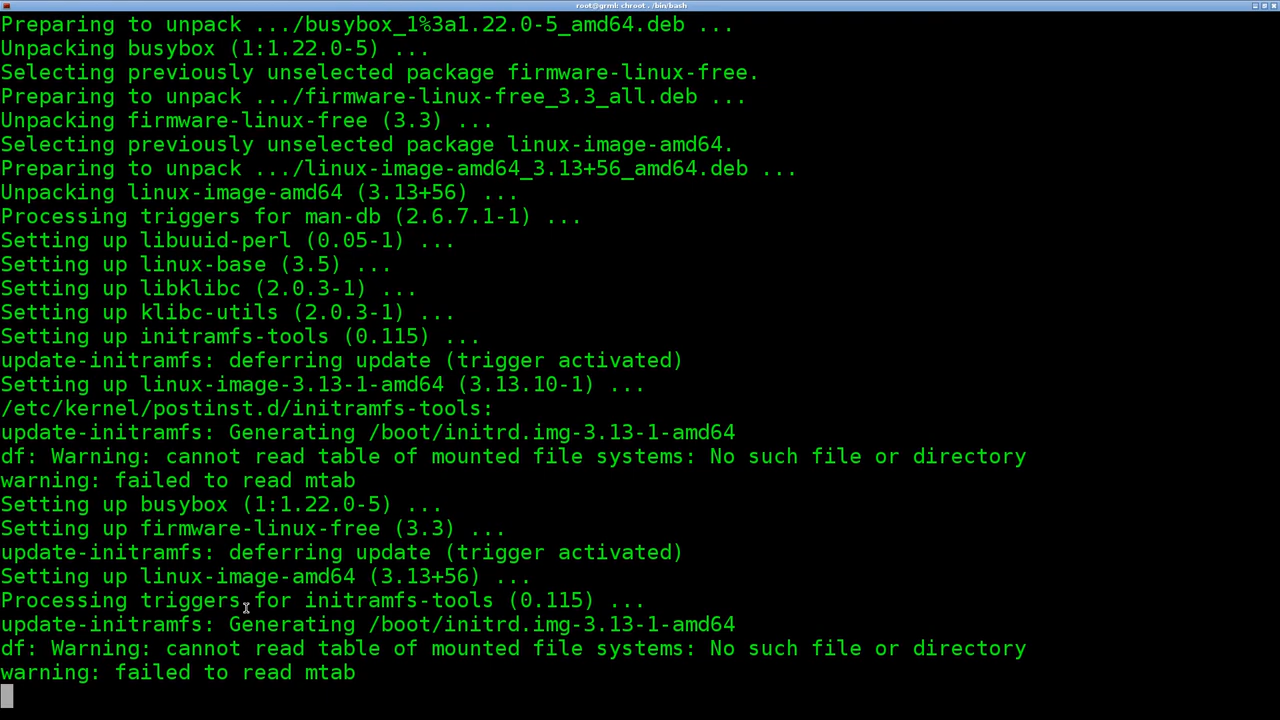 root@grml: chroot . /bin/bash
Preparing to unpack .../busybox_1%3a1.22.0-5_amd64.deb ...
Unpacking busybox (1:1.22.0-5) ...
Selecting previously unselected package firmware-linux-free.
Preparing to unpack .../firmware-linux-free_3.3_all.deb ...
Unpacking firmware-linux-free (3.3) ...
Selecting previously unselected package linux-image-amd64.
Preparing to unpack .../linux-image-amd64_3.13+56_amd64.deb ...
Unpacking linux-image-amd64 (3.13+56) ...
Processing triggers for man-db (2.6.7.1-1) ...
Setting up libuuid-perl (0.05-1) ...
Setting up linux-base (3.5) ...
Setting up libklibc (2.0.3-1) ...
Setting up klibc-utils (2.0.3-1) ...
Setting up initramfs-tools (0.115) ...
update-initramfs: deferring update (trigger activated)
Setting up linux-image-3.13-1-amd64 (3.13.10-1) ...
/etc/kernel/postinst.d/initramfs-tools:
update-initramfs: Generating /boot/initrd.img-3.13-1-amd64
df: Warning: cannot read table of mounted file systems: No such file or directory
warning: failed to read mtab
Setting up busybox (1:1.22.0-5) ...
Setting up firmware-linux-free (3.3) ...
update-initramfs: deferring update (trigger activated)
Setting up linux-image-amd64 (3.13+56) ...
Processing triggers for initramfs-tools (0.115) ...
update-initramfs: Generating /boot/initrd.img-3.13-1-amd64
df: Warning: cannot read table of mounted file systems: No such file or directory
warning: failed to read mtab